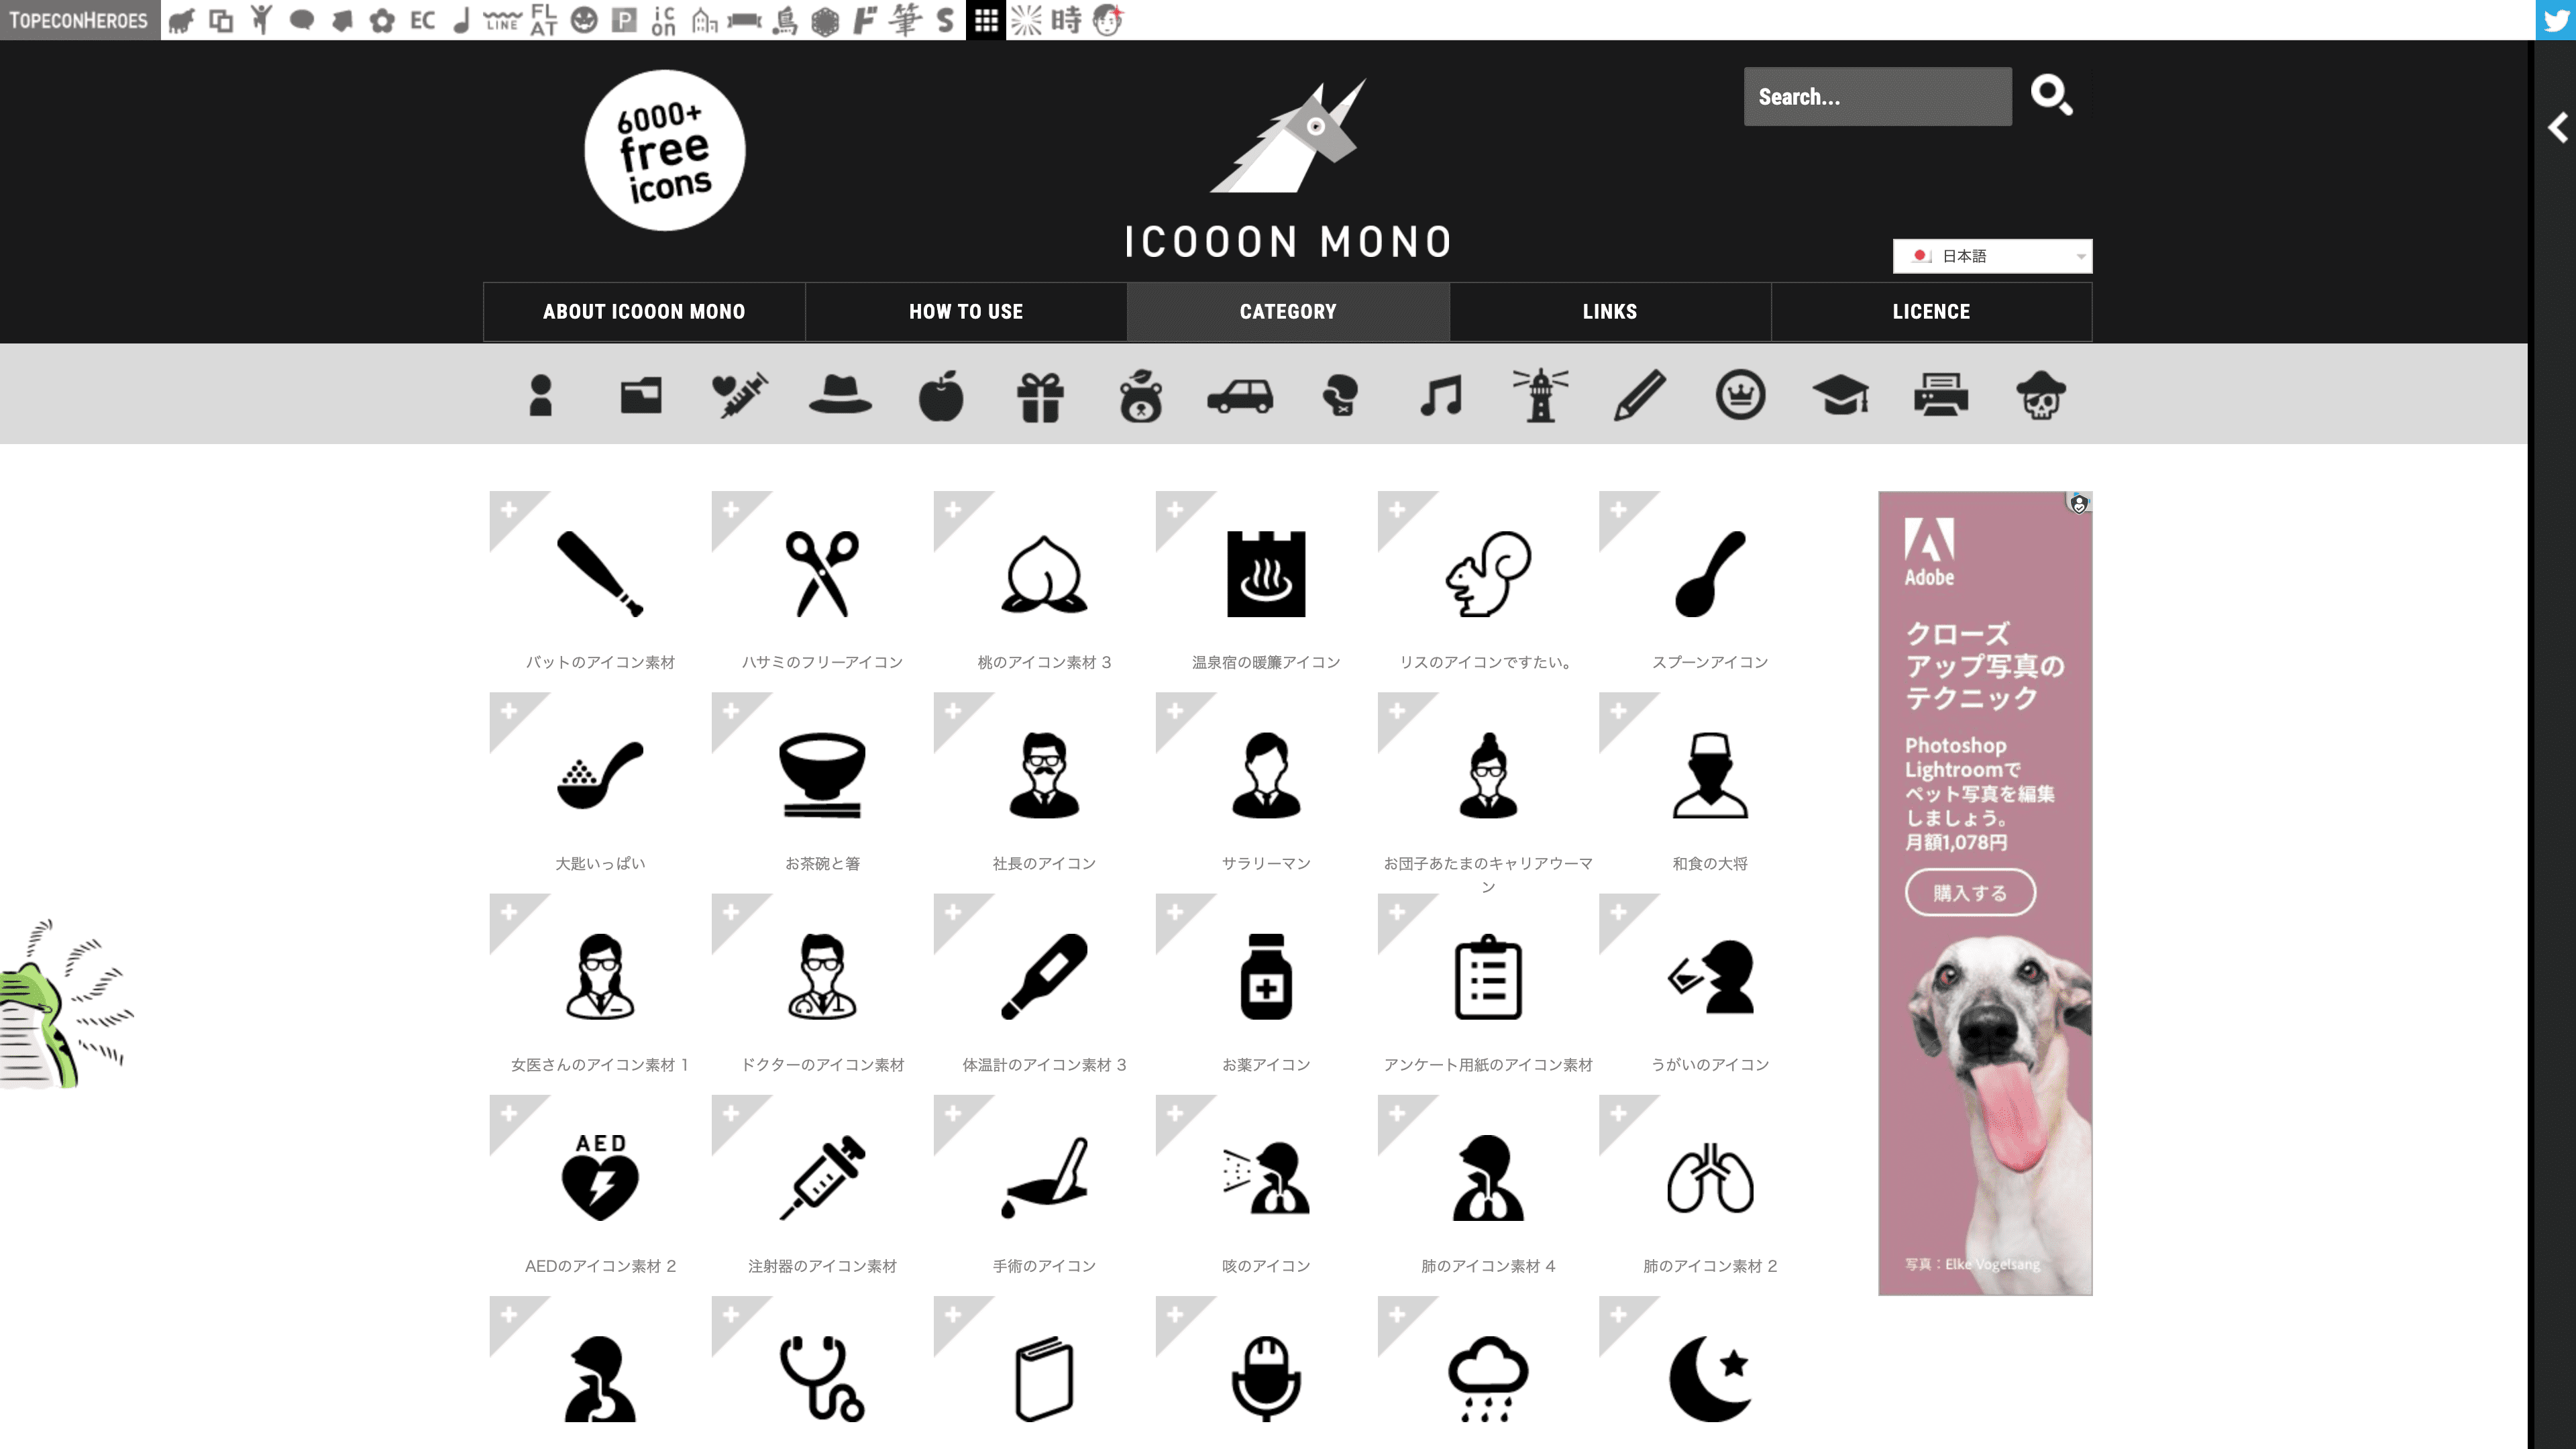 TOPECONHEROES
EC
LINE
FL
AT
P
ic
on
鳥
ド
筆
S
時
6000+
free
icons
Search...
ICOOON MONO
日本語
ABOUT ICOOON MONO
HOW TO USE
CATEGORY
LINKS
LICENCE
バットのアイコン素材
ハサミのフリーアイコン
桃のアイコン素材 3
温泉宿の暖簾アイコン
リスのアイコンですたい。
スプーンアイコン
大匙いっぱい
お茶碗と箸
社長のアイコン
サラリーマン
お団子あたまのキャリアウーマ
ン
和食の大将
女医さんのアイコン素材 1
ドクターのアイコン素材
体温計のアイコン素材 3
お薬アイコン
アンケート用紙のアイコン素材
うがいのアイコン
AED
AEDのアイコン素材 2
注射器のアイコン素材
手術のアイコン
咳のアイコン
肺のアイコン素材 4
肺のアイコン素材 2
Adobe
クローズ
アップ写真の
テクニック
Photoshop
Lightroomで
ペット写真を編集
しましょう。
月額1,078円
購入する
写真：Elke Vogelsang